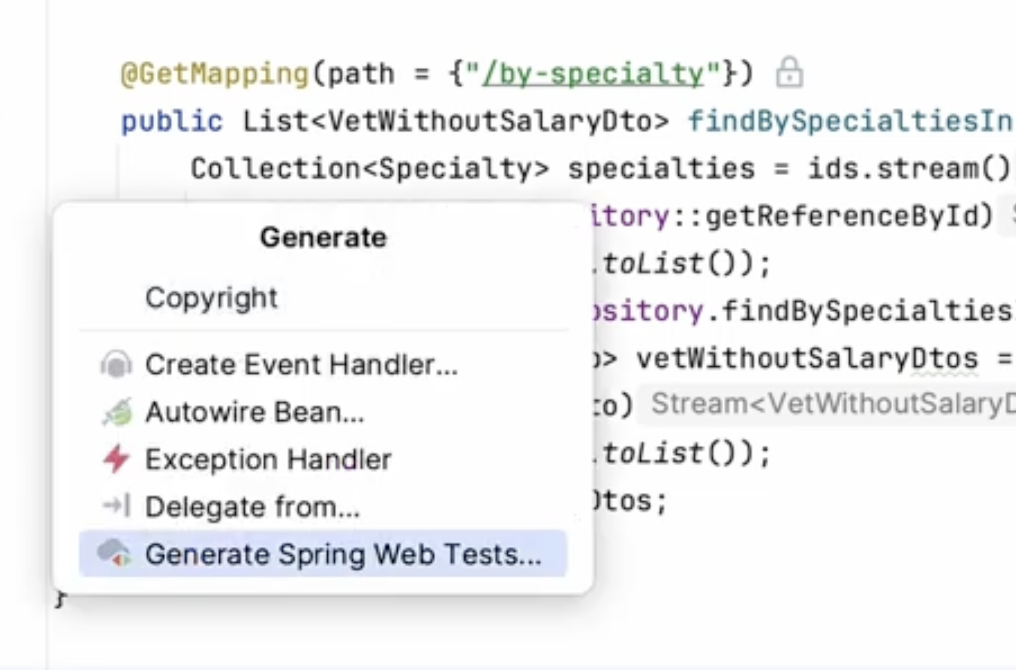 @GetMapping(path = {"/by-specialty"})
public List<VetWithoutSalaryDto> findBySpecialtiesIn
Collection<Specialty> specialties = ids.stream()
itory::getReferenceById)
.toList());
ository.findBySpecialties
> vetWithoutSalaryDtos =
to) Stream<VetWithoutSalaryD
.toList());
Dtos;
}
Generate
Copyright
Create Event Handler...
Autowire Bean...
Exception Handler
Delegate from...
Generate Spring Web Tests...